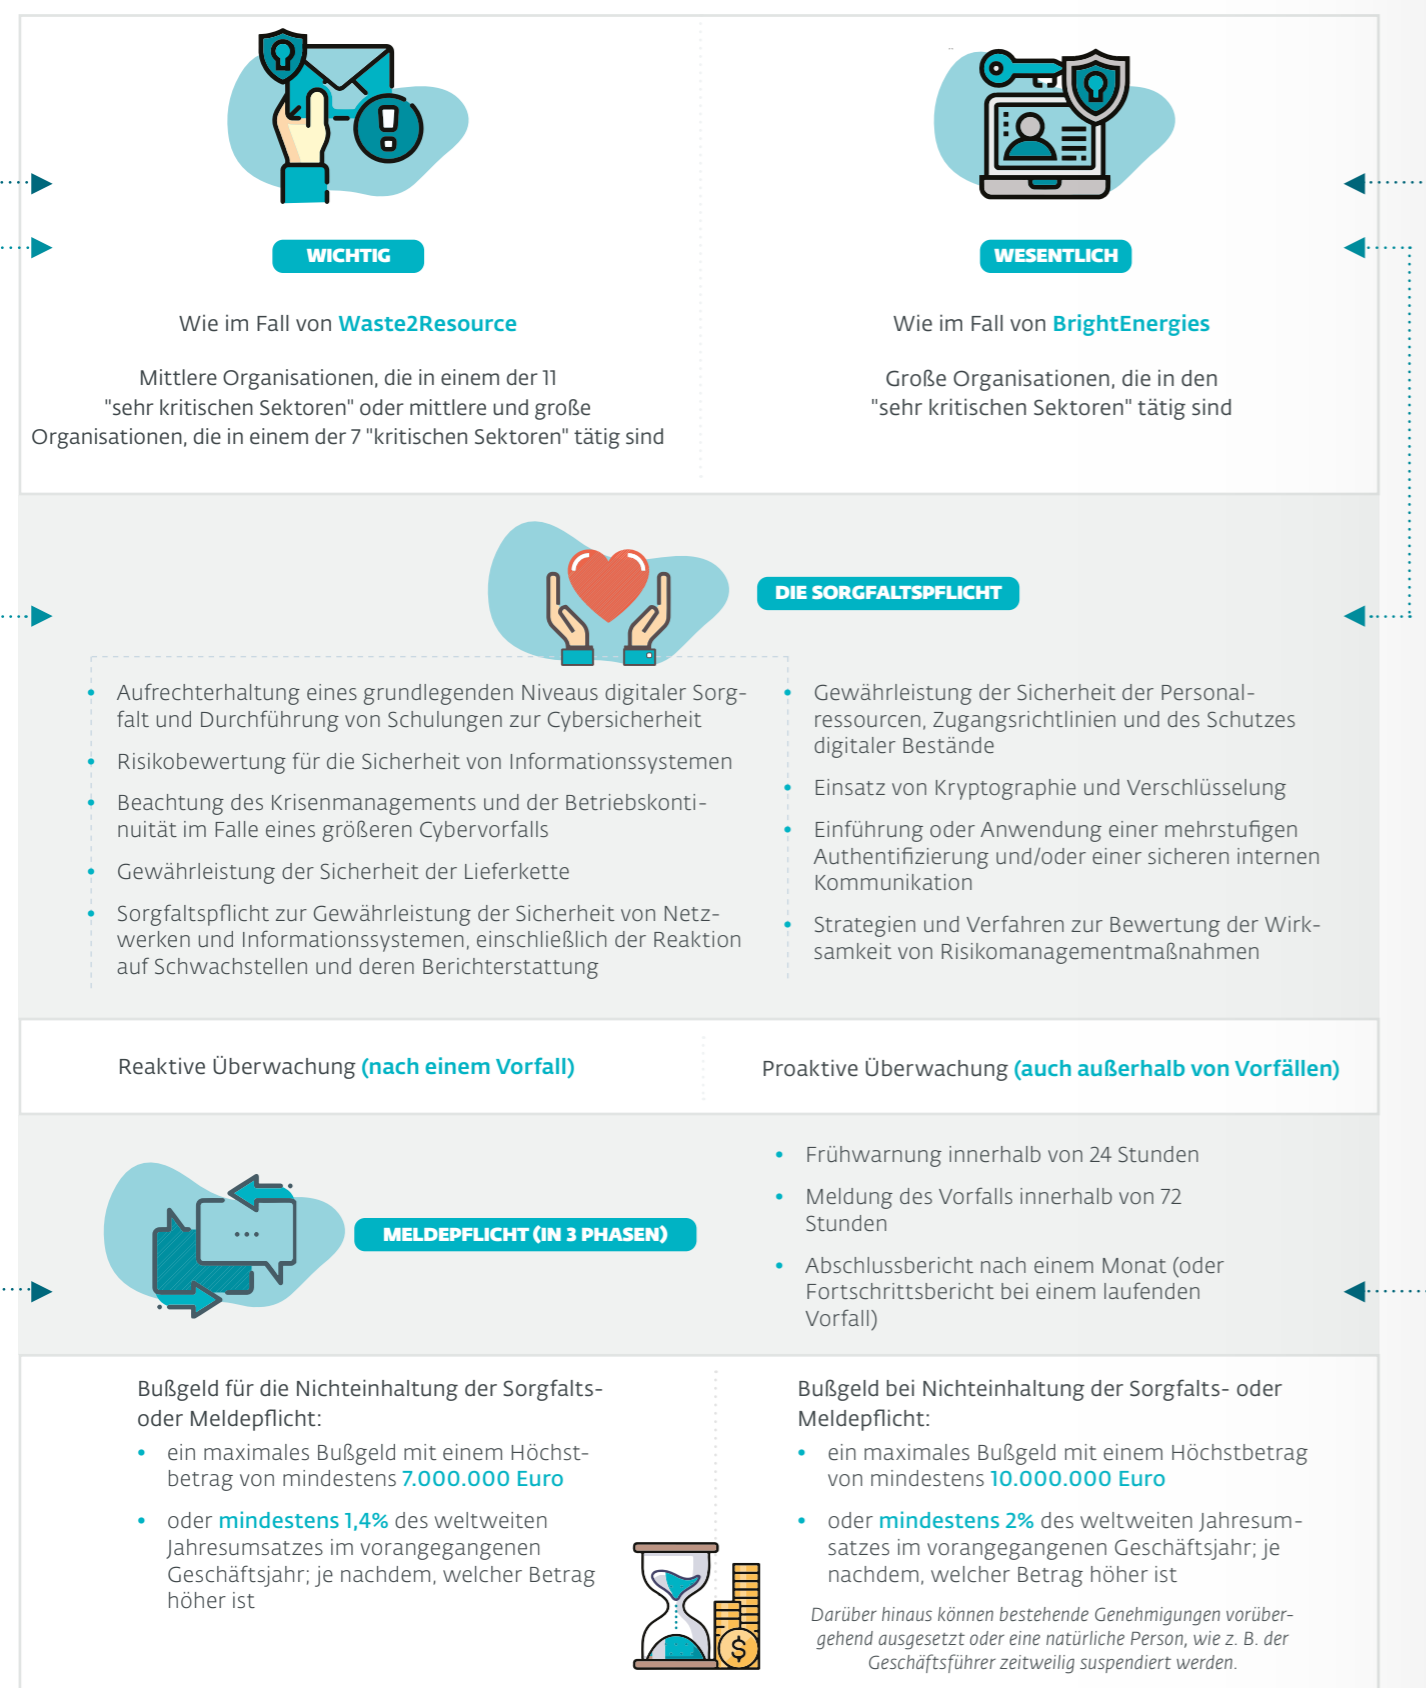 WICHTIG
Wie im Fall von Waste2Resource
Mittlere Organisationen, die in einem der 11
"sehr kritischen Sektoren" oder mittlere und große
Organisationen, die in einem der 7 "kritischen Sektoren" tätig sind
WESENTLICH
Wie im Fall von BrightEnergies
Große Organisationen, die in den
"sehr kritischen Sektoren" tätig sind
DIE SORGFALTSPFLICHT
• Aufrechterhaltung eines grundlegenden Niveaus digitaler Sorg-
falt und Durchführung von Schulungen zur Cybersicherheit
• Risikobewertung für die Sicherheit von Informationssystemen
• Beachtung des Krisenmanagements und der Betriebskonti-
nuität im Falle eines größeren Cybervorfalls
• Gewährleistung der Sicherheit der Lieferkette
• Sorgfaltspflicht zur Gewährleistung der Sicherheit von Netz-
werken und Informationssystemen, einschließlich der Reaktion
auf Schwachstellen und deren Berichterstattung
• Gewährleistung der Sicherheit der Personal-
ressourcen, Zugangsrichtlinien und des Schutzes
digitaler Bestände
• Einsatz von Kryptographie und Verschlüsselung
• Einführung oder Anwendung einer mehrstufigen
Authentifizierung und/oder einer sicheren internen
Kommunikation
• Strategien und Verfahren zur Bewertung der Wirk-
samkeit von Risikomanagementmaßnahmen
Reaktive Überwachung (nach einem Vorfall)
Proaktive Überwachung (auch außerhalb von Vorfällen)
MELDEPFLICHT (IN 3 PHASEN)
• Frühwarnung innerhalb von 24 Stunden
• Meldung des Vorfalls innerhalb von 72
Stunden
• Abschlussbericht nach einem Monat (oder
Fortschrittsbericht bei einem laufenden
Vorfall)
Bußgeld für die Nichteinhaltung der Sorgfalts-
oder Meldepflicht:
• ein maximales Bußgeld mit einem Höchst-
betrag von mindestens 7.000.000 Euro
• oder mindestens 1,4% des weltweiten
Jahresumsatzes im vorangegangenen
Geschäftsjahr; je nachdem, welcher Betrag
höher ist
Bußgeld bei Nichteinhaltung der Sorgfalts- oder
Meldepflicht:
• ein maximales Bußgeld mit einem Höchstbetrag
von mindestens 10.000.000 Euro
• oder mindestens 2% des weltweiten Jahresum-
satzes im vorangegangenen Geschäftsjahr; je
nachdem, welcher Betrag höher ist
Darüber hinaus können bestehende Genehmigungen vorüber-
gehend ausgesetzt oder eine natürliche Person, wie z. B. der
Geschäftsführer zeitweilig suspendiert werden.
$